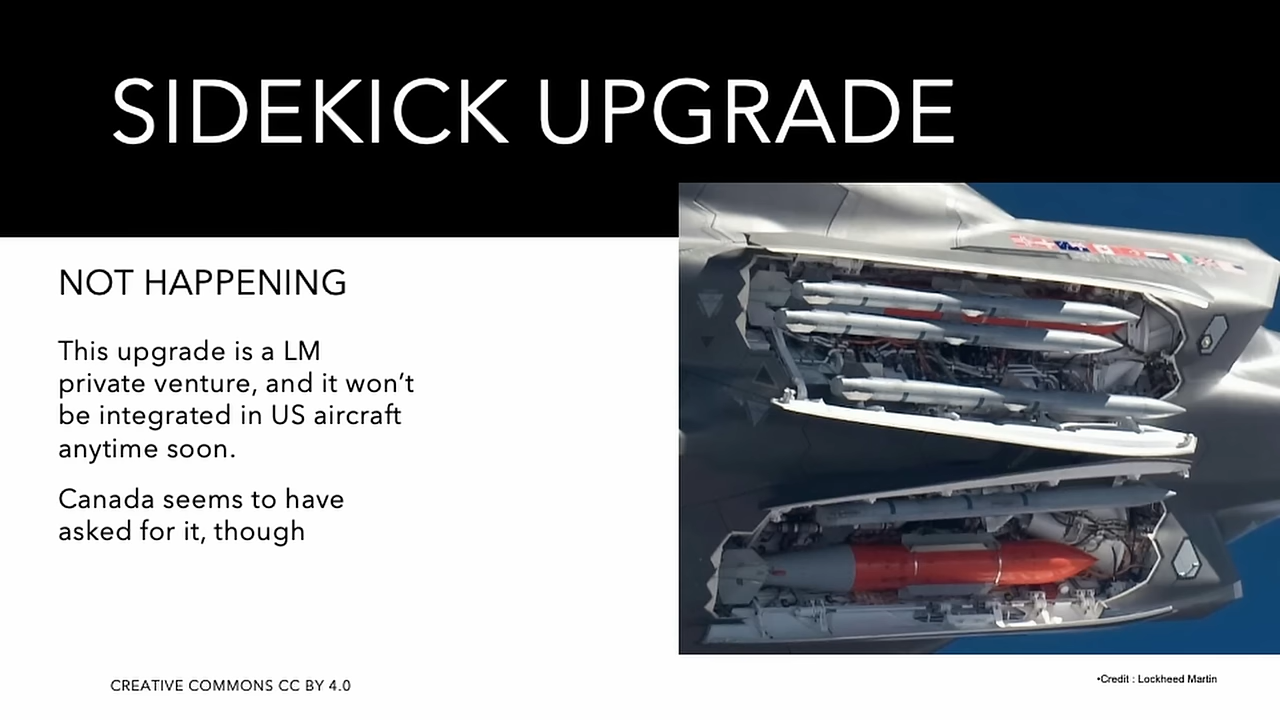 SIDEKICK UPGRADE
NOT HAPPENING
This upgrade is a LM
private venture, and it won’t
be integrated in US aircraft
anytime soon.
Canada seems to have
asked for it, though
CREATIVE COMMONS CC BY 4.0
•Credit : Lockheed Martin